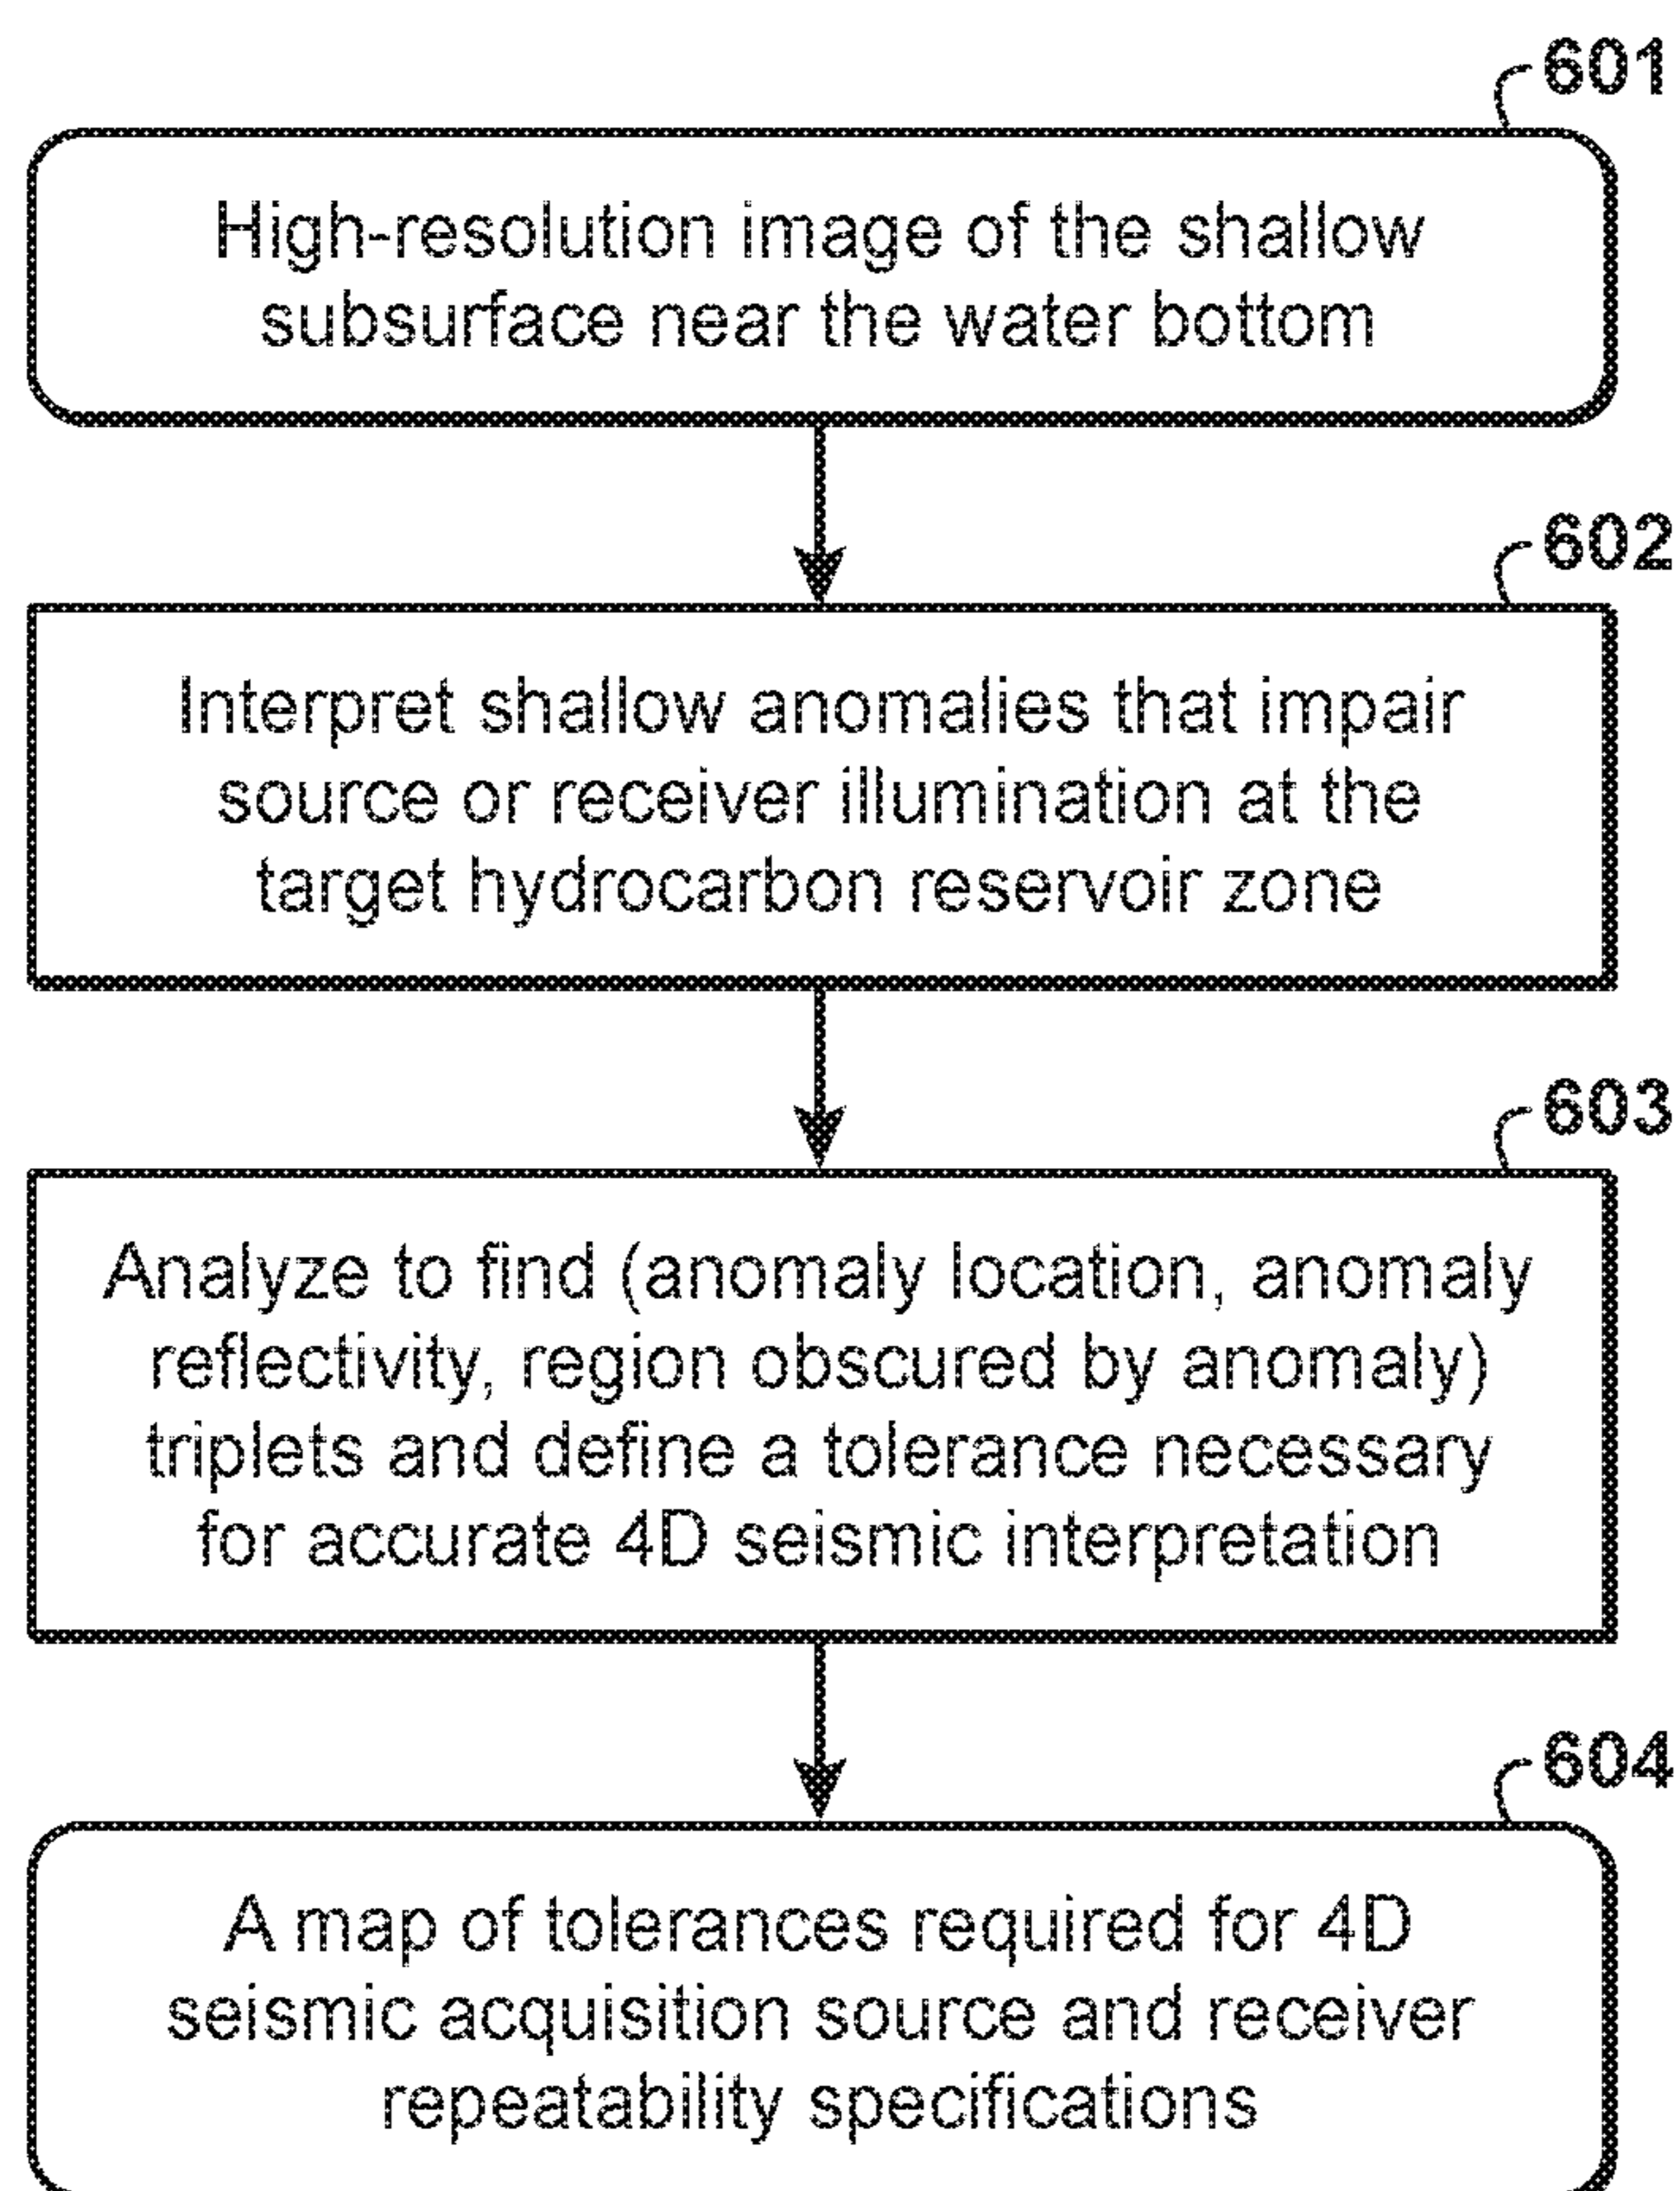 601
High-resolution image of the shallow
subsurface near the water bottom
602
Interpret shallow anomalies that impair
source or receiver illumination at the
target hydrocarbon reservoir zone
603
Analyze to find (anomaly location, anomaly
reflectivity, region obscured by anomaly)
triplets and define a tolerance necessary
for accurate 4D seismic interpretation
604
A map of tolerances required for 4D
seismic acquisition source and receiver
repeatability specifications